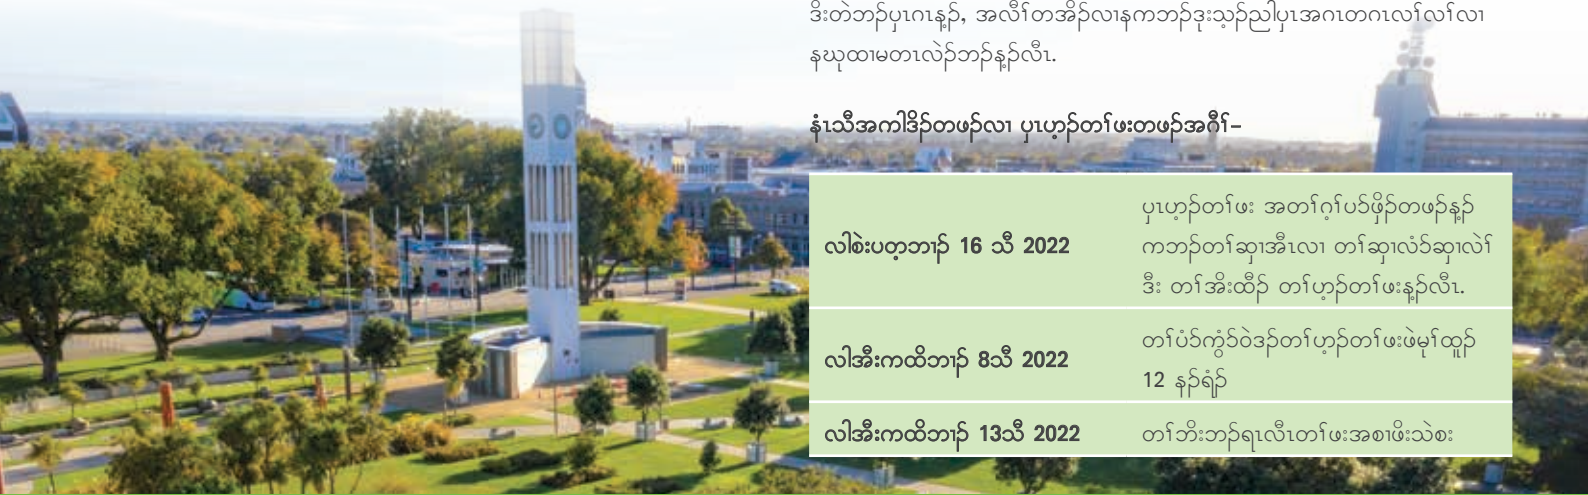 ဒိးတဲဘၣ်ပှၤဂၤန့ၣ်, အလီၢ်တအိၣ်လၢနကဘၣ်ဒုးသ့ၣ်ညါပှၤအဂၤတဂၤလၢ်လၢ်လၢ
နဃုထၢမတၤလဲၣ်ဘၣ်န့ၣ်လီၤ.
နံၤသီအကါဒိၣ်တဖၣ်လၢ ပှၤဟ့ၣ်တၢ်ဖးတဖၣ်အဂီၢ်–
လါစဲးပတ့ဘၢၣ် 16 သီ 2022
ပှၤဟ့ၣ်တၢ်ဖး အတၢ်ဂ့ၢ်ပာ်ဖှိၣ်တဖၣ်န့ၣ်
ကဘၣ်တၢ်ဆှၢအီၤလၢ တၢ်ဆှၢလံာ်ဆှၢလဲၢ်
ဒီး တၢ်အိးထီၣ် တၢ်ဟ့ၣ်တၢ်ဖးန့ၣ်လီၤ.
လါအီးကထိဘၢၣ် 8သီ 2022
တၢ်ပံာ်ကွံာ်ဝဲဒၣ်တၢ်ဟ့ၣ်တၢ်ဖးဖဲမုၢ်ထူၣ်
12 နၣ်ရံၣ်
လါအီးကထိဘၢၣ် 13သီ 2022
တၢ်ဘိးဘၣ်ရၤလီၤတၢ်ဖးအစၢဖိးသဲစး